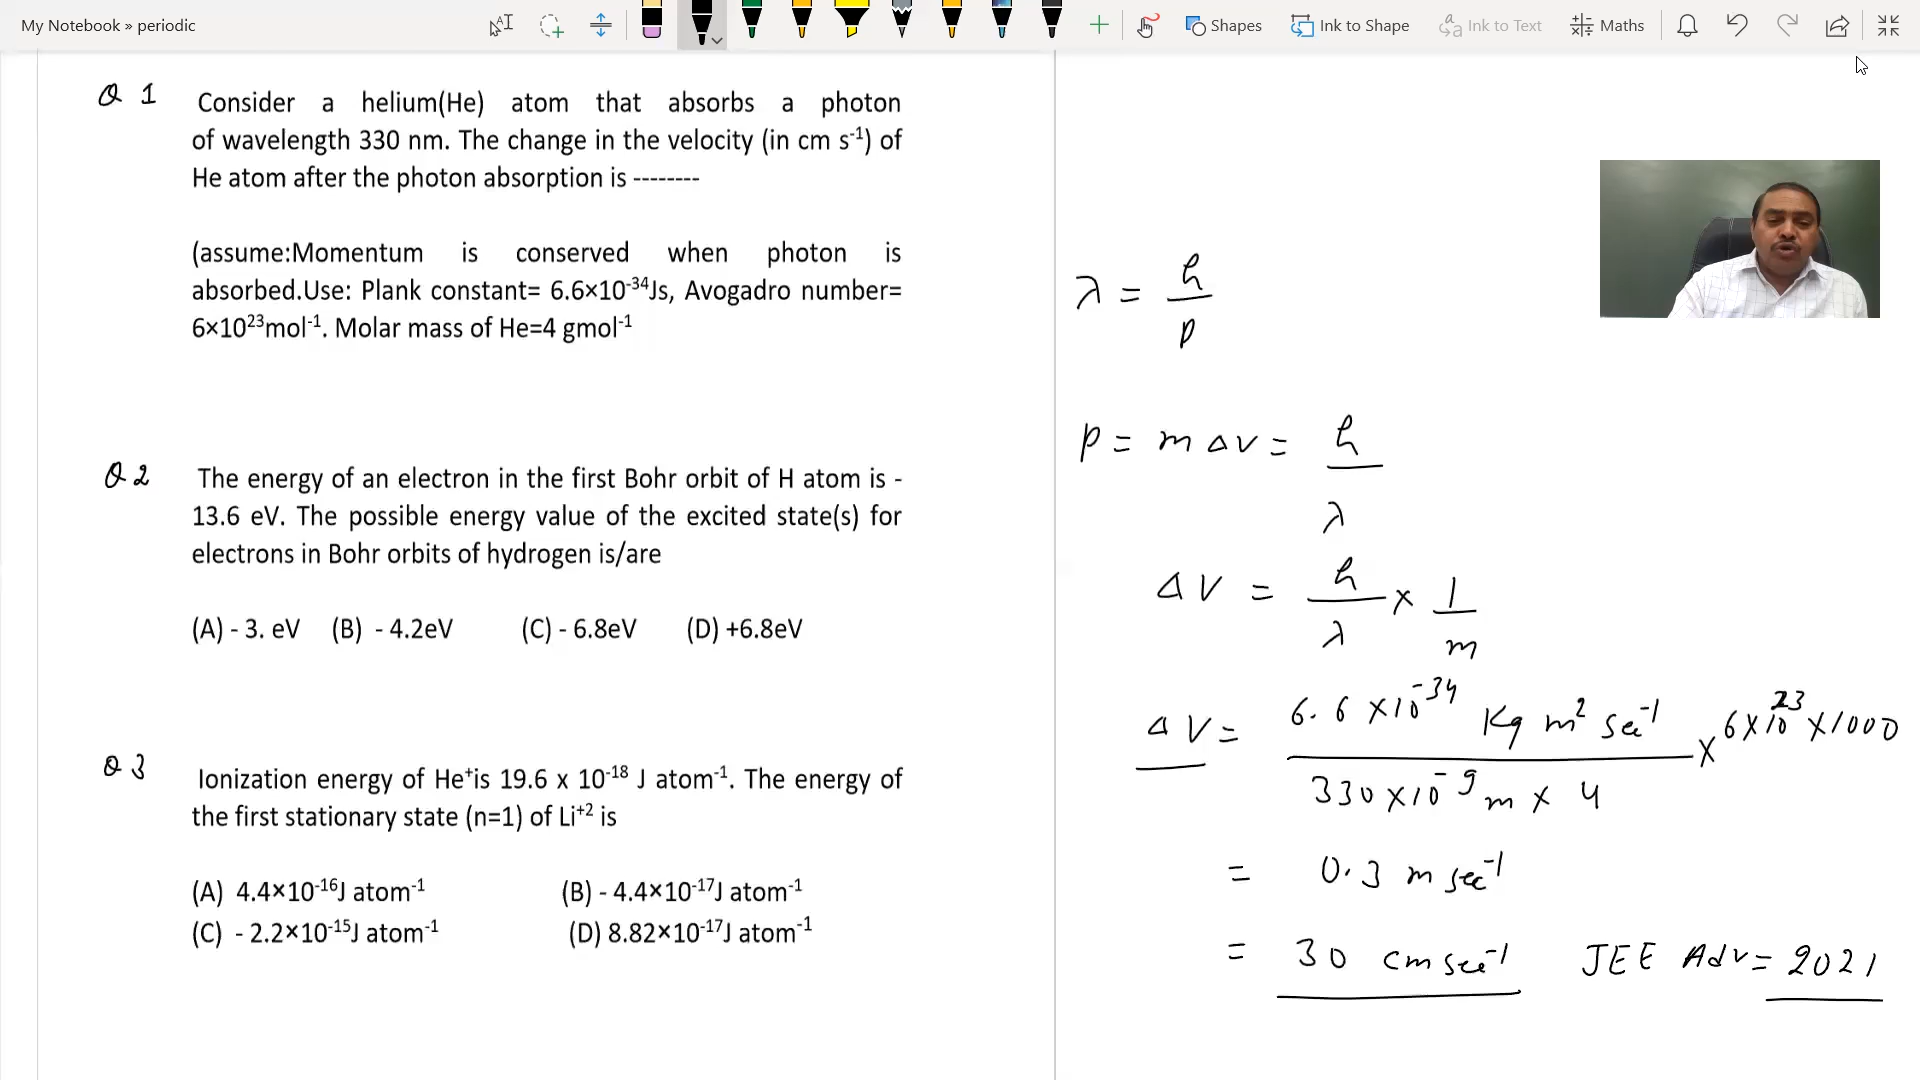 My Notebook » periodic
Shapes
Ink to Shape
Ink to Text
Maths
Q 1
Consider a helium(He) atom that absorbs a photon
of wavelength 330 nm. The change in the velocity (in cm s⁻¹) of
He atom after the photon absorption is --------
(assume:Momentum is conserved when photon is
absorbed.Use: Plank constant= 6.6×10⁻³⁴Js, Avogadro number=
6×10²³mol⁻¹. Molar mass of He=4 gmol⁻¹
Q 2
The energy of an electron in the first Bohr orbit of H atom is -
13.6 eV. The possible energy value of the excited state(s) for
electrons in Bohr orbits of hydrogen is/are
(A) - 3. eV (B) - 4.2eV (C) - 6.8eV (D) +6.8eV
Q 3
Ionization energy of He⁺is 19.6 x 10⁻¹⁸ J atom⁻¹. The energy of
the first stationary state (n=1) of Li⁺² is
(A) 4.4×10⁻¹⁶J atom⁻¹ (B) - 4.4×10⁻¹⁷J atom⁻¹
(C) - 2.2×10⁻¹⁵J atom⁻¹ (D) 8.82×10⁻¹⁷J atom⁻¹
λ = h / p
p = m Δv = h / λ
ΔV = h / λ × 1 / m
ΔV = 6.6 ×10⁻³⁴ Kg m² sec⁻¹ / 330×10⁻⁹ m × 4 × 6×10²³ ×1000
= 0.3 m sec⁻¹
= 30 cm sec⁻¹ JEE Adv = 2021